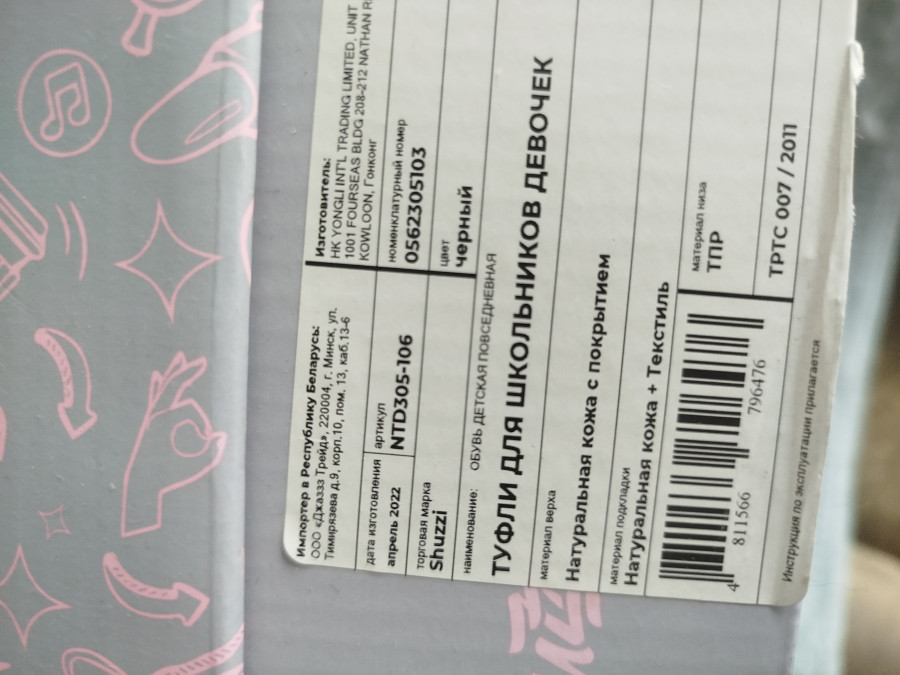 Импортер в Республику Беларусь:
ООО «Джаззз Трейд», 220004, г. Минск, ул.
Тимирязева д.9, корп.10, пом. 13, каб.13-6
Изготовитель:
HK YONGLI INT'L TRADING LIMITED, UNIT
1001 FOURSEAS BLDG 208-212 NATHAN
KOWLOON, Гонконг
дата изготовления
апрель 2022
артикул
NTD305-106
номенклатурный номер
0562305103
торговая марка
Shuzzi
цвет
черный
наименование: ОБУВЬ ДЕТСКАЯ ПОВСЕДНЕВНАЯ
ТУФЛИ ДЛЯ ШКОЛЬНИКОВ ДЕВОЧЕК
материал верха
Натуральная кожа с покрытием
материал подкладки
Натуральная кожа + Текстиль
материал низа
ТПР
4 811566 796476
ТРТС 007 / 2011
Инструкция по эксплуатации прилагается